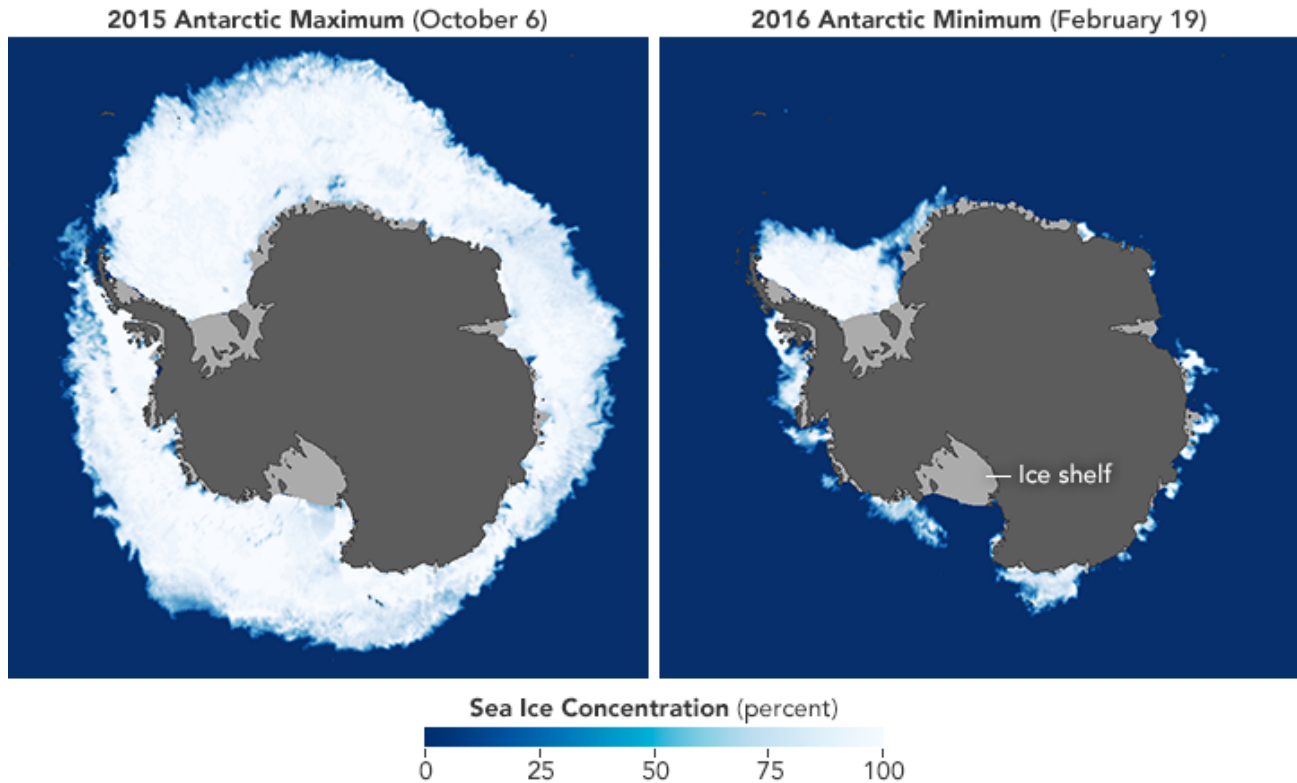 2015 Antarctic Maximum (October 6)
2016 Antarctic Minimum (February 19)
Ice shelf
Sea Ice Concentration (percent)
0 25 50 75 100